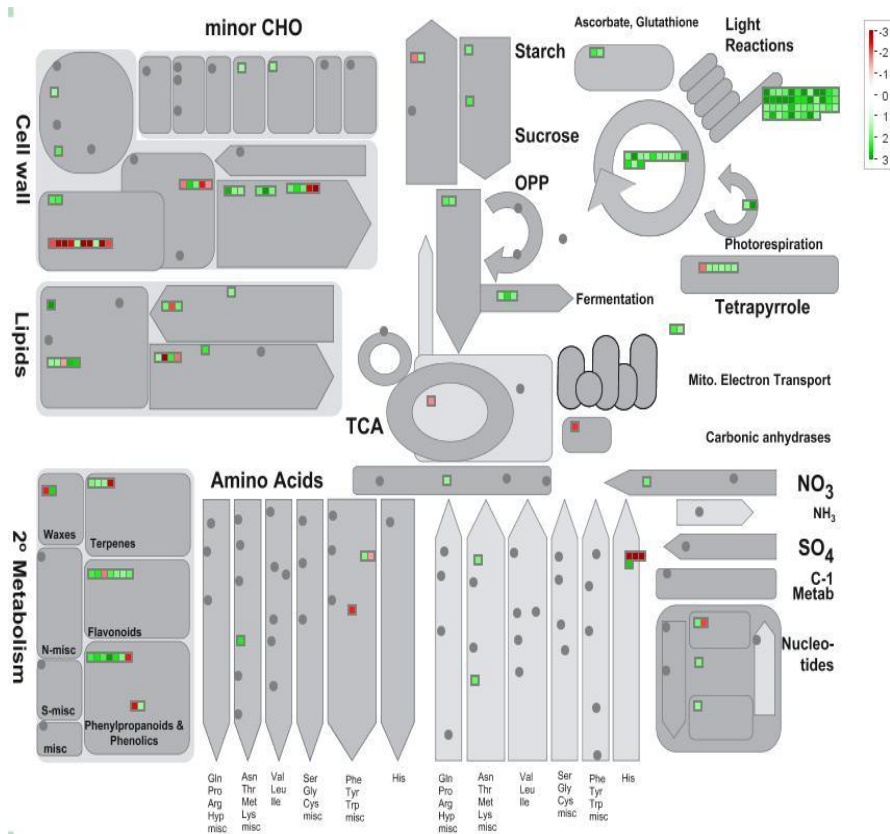 minor CHO
Cell wall
Lipids
2º Metabolism
Starch
Sucrose
OPP
Ascorbate, Glutathione
Light
Reactions
-3
-2
-1
0
1
2
3
Photorespiration
Tetrapyrrole
Fermentation
Mito. Electron Transport
TCA
Carbonic anhydrases
Amino Acids
NO3
NH3
SO4
C-1
Metab
Nucleo-
tides
Waxes
Terpenes
Flavonoids
N-misc
S-misc
misc
Phenylpropanoids &
Phenolics
Gln
Pro
Arg
Hyp
misc
Asn
Thr
Met
Lys
misc
Val
Leu
Ile
Ser
Gly
Cys
misc
Phe
Tyr
Trp
misc
His
Gln
Pro
Arg
Hyp
misc
Asn
Thr
Met
Lys
misc
Val
Leu
Ile
Ser
Gly
Cys
misc
Phe
Tyr
Trp
misc
His